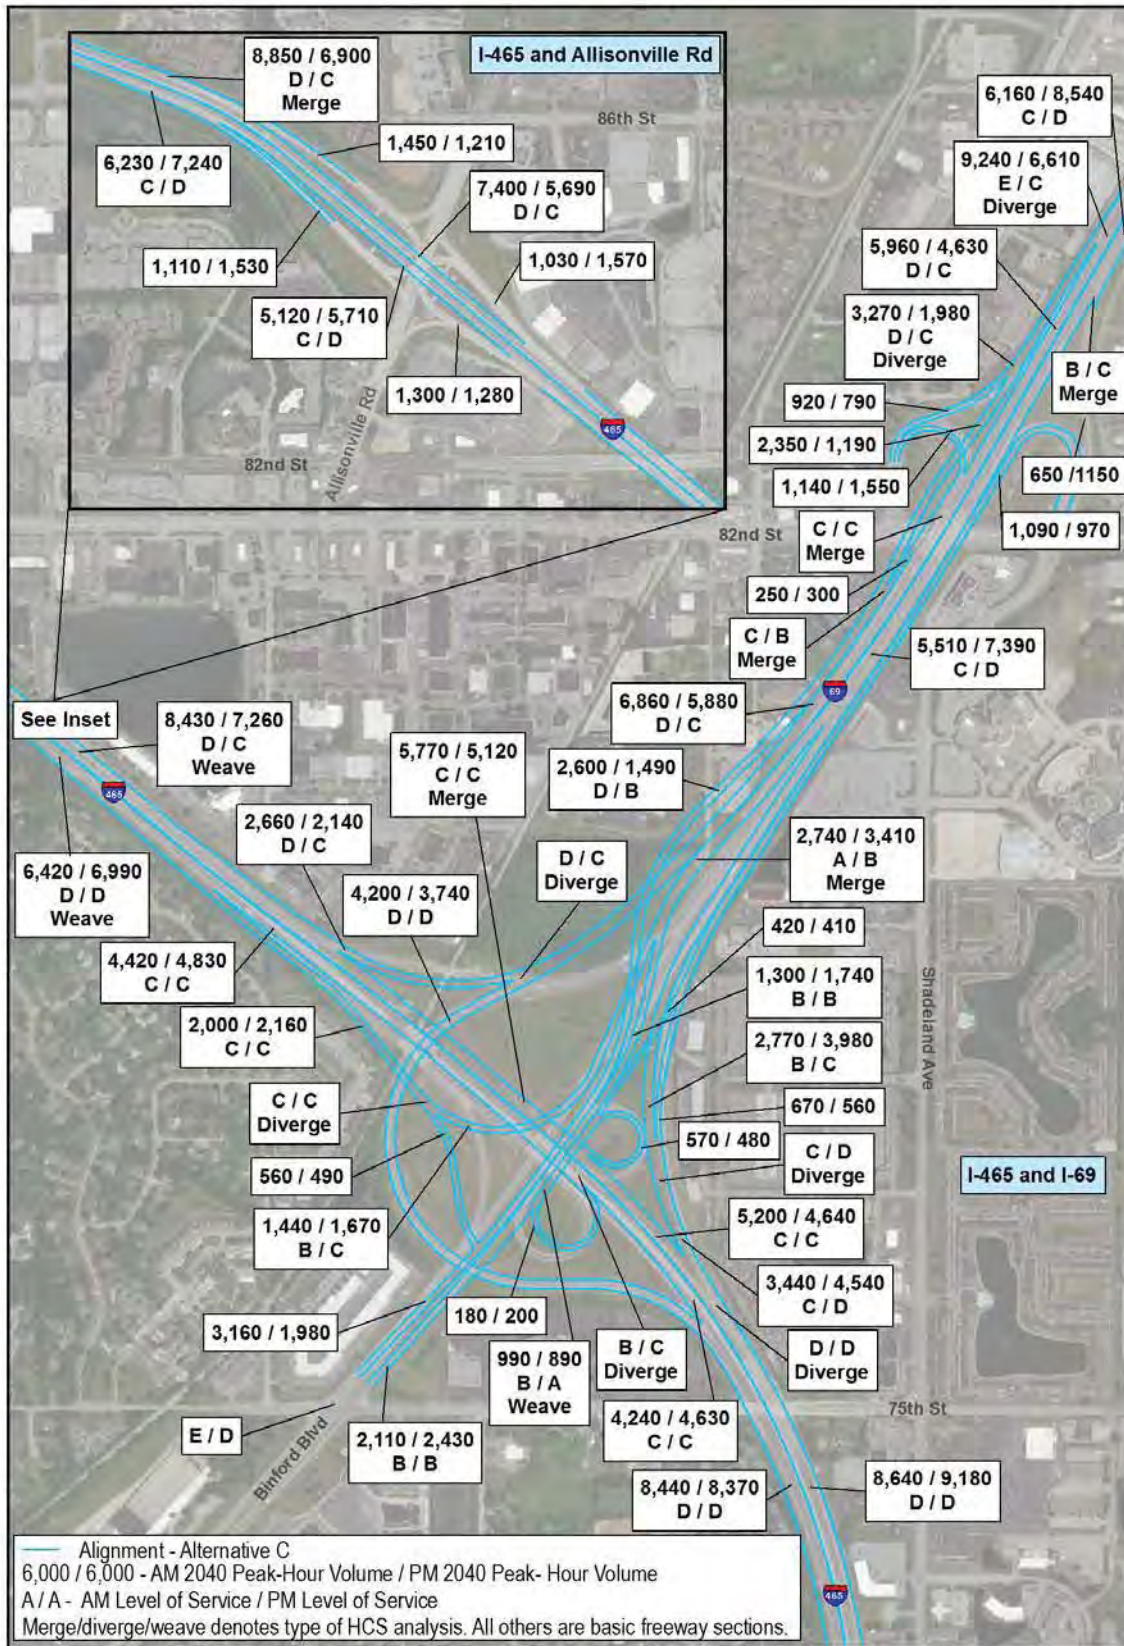 I-465 and Allisonville Rd
8,850 / 6,900
D / C
Merge
86th St
1,450 / 1,210
6,230 / 7,240
C / D
7,400 / 5,690
D / C
1,030 / 1,570
1,110 / 1,530
5,120 / 5,710
C / D
1,300 / 1,280
Allisonville Rd
82nd St
465
6,160 / 8,540
C / D
9,240 / 6,610
E / C
Diverge
5,960 / 4,630
D / C
3,270 / 1,980
D / C
Diverge
B / C
Merge
920 / 790
2,350 / 1,190
650 /1150
1,140 / 1,550
1,090 / 970
82nd St
C / C
Merge
250 / 300
C / B
Merge
5,510 / 7,390
C / D
69
6,860 / 5,880
D / C
See Inset
8,430 / 7,260
D / C
Weave
5,770 / 5,120
C / C
Merge
2,600 / 1,490
D / B
465
2,660 / 2,140
D / C
D / C
Diverge
2,740 / 3,410
A / B
Merge
6,420 / 6,990
D / D
Weave
4,200 / 3,740
D / D
420 / 410
4,420 / 4,830
C / C
1,300 / 1,740
B / B
Shadeland Ave
2,000 / 2,160
C / C
2,770 / 3,980
B / C
C / C
Diverge
670 / 560
570 / 480
560 / 490
C / D
Diverge
I-465 and I-69
1,440 / 1,670
B / C
5,200 / 4,640
C / C
3,440 / 4,540
C / D
3,160 / 1,980
180 / 200
990 / 890
B / A
Weave
B / C
Diverge
D / D
Diverge
75th St
E / D
Binford Blvd
2,110 / 2,430
B / B
4,240 / 4,630
C / C
8,440 / 8,370
D / D
8,640 / 9,180
D / D
465
Alignment - Alternative C
6,000 / 6,000 - AM 2040 Peak-Hour Volume / PM 2040 Peak- Hour Volume
A / A - AM Level of Service / PM Level of Service
Merge/diverge/weave denotes type of HCS analysis. All others are basic freeway sections.